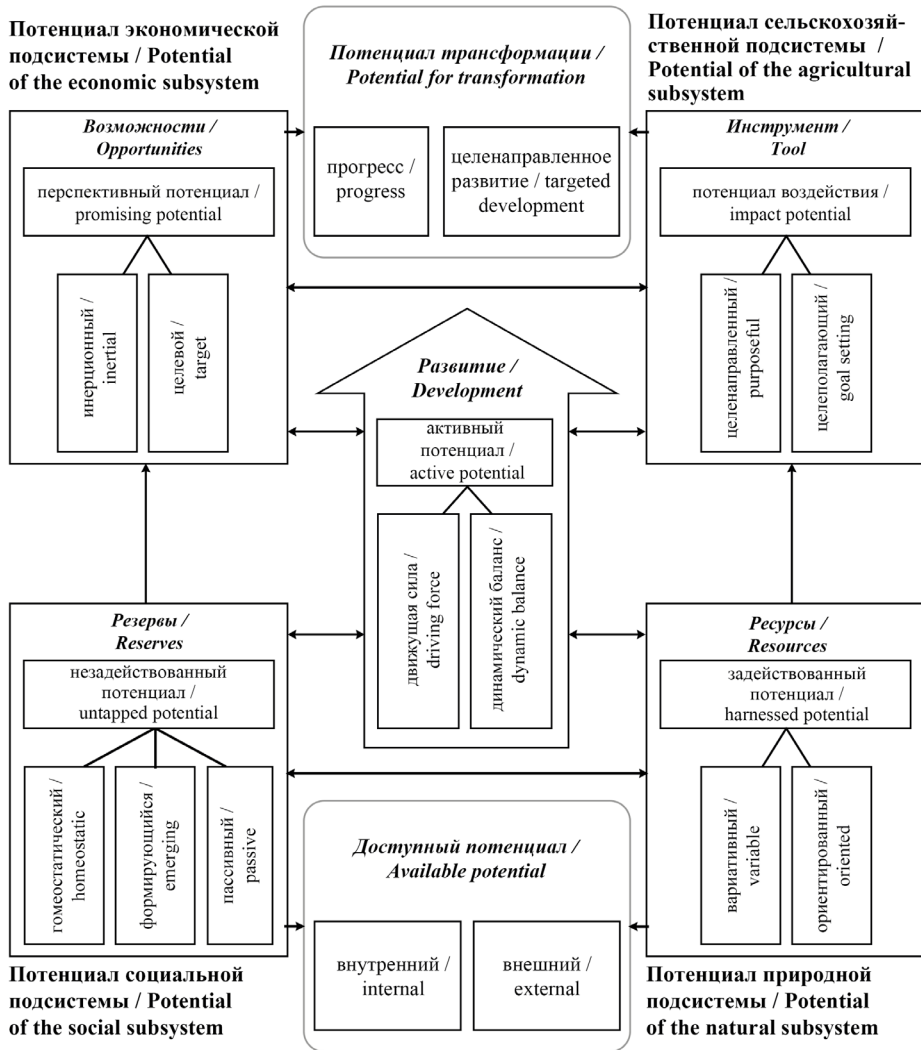 Потенциал экономической
подсистемы / Potential
of the economic subsystem
Потенциал трансформации /
Potential for transformation
прогресс /
progress
целенаправленное
развитие / targeted
development
Потенциал сельскохозяй-
ственной подсистемы /
Potential of the agricultural
subsystem
Возможности /
Opportunities
перспективный потенциал /
promising potential
инерционный /
inertial
целевой /
target
Инструмент /
Tool
потенциал воздействия /
impact potential
целенаправленный /
purposeful
целеполагающий /
goal setting
Развитие /
Development
активный
потенциал /
active potential
движущая сила /
driving force
динамический баланс /
dynamic balance
Резервы /
Reserves
незадействованный
потенциал /
untapped potential
гомеостатический /
homeostatic
формирующийся /
emerging
пассивный /
passive
Ресурсы /
Resources
задействованный
потенциал /
harnessed potential
вариативный /
variable
ориентированный /
oriented
Доступный потенциал /
Available potential
внутренний /
internal
внешний /
external
Потенциал социальной
подсистемы / Potential
of the social subsystem
Потенциал природной
подсистемы / Potential
of the natural subsystem